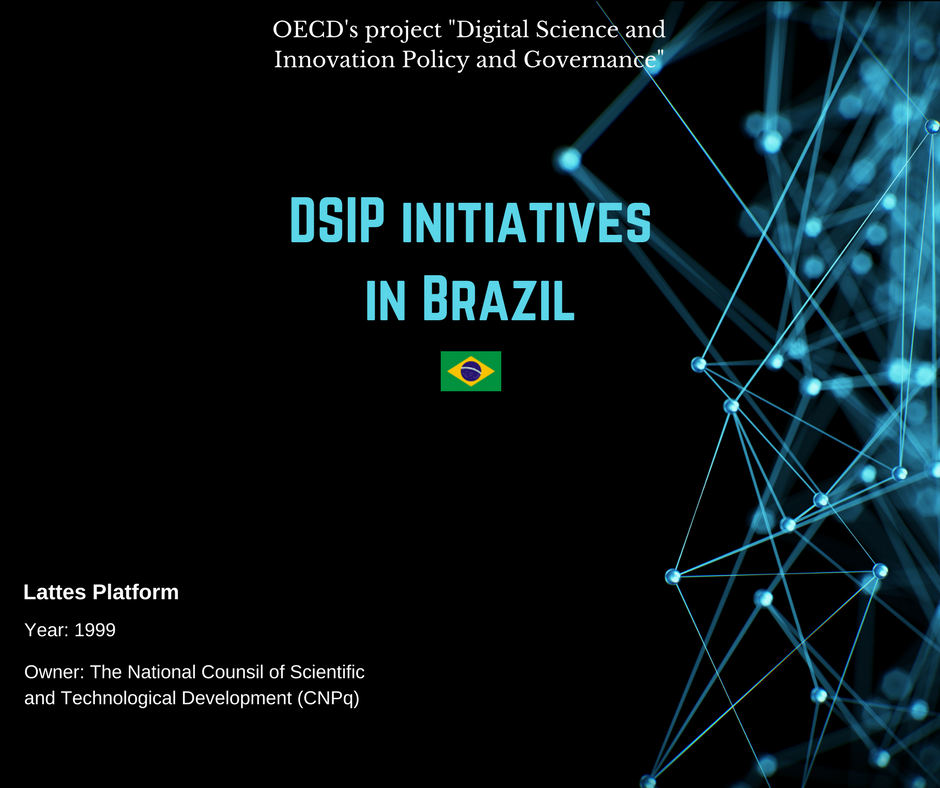 OECD's project "Digital Science and
Innovation Policy and Governance"
DSIP initiatives
in Brazil
Lattes Platform
Year: 1999
Owner: The National Counsil of Scientific
and Technological Development (CNPq)